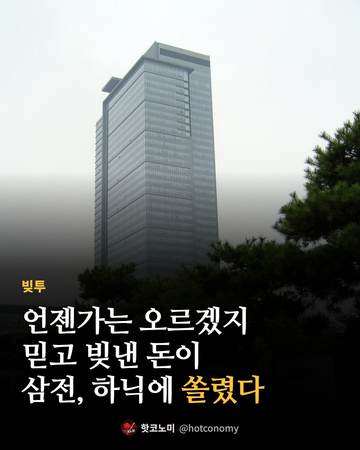 빚투
언젠가는 오르겠지
믿고 빚낸 돈이
삼전, 하닉에 쏠렸다
핫코노미 @hotconomy